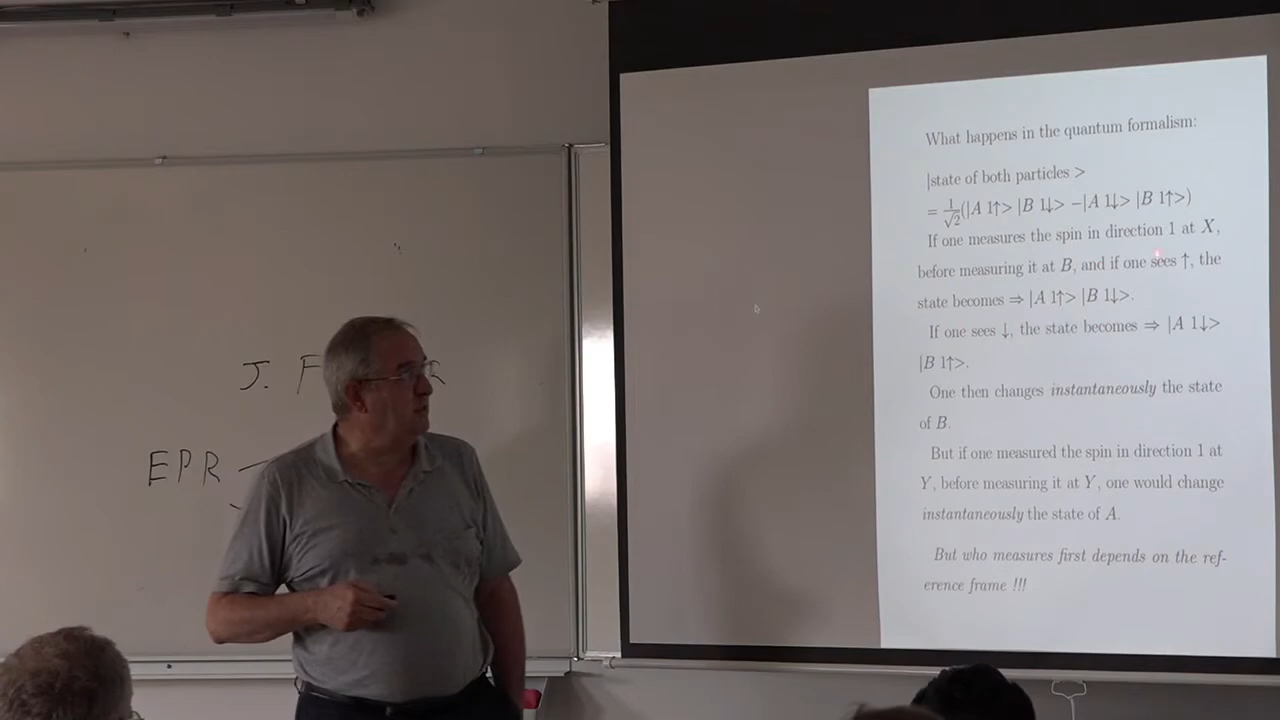 What happens in the quantum formalism:
|state of both particles >
= 1/√2(|A 1↑> |B 1↓> −|A 1↓> |B 1↑>)
If one measures the spin in direction 1 at X,
before measuring it at B, and if one sees ↑, the
state becomes ⇒ |A 1↑> |B 1↓>.
If one sees ↓, the state becomes ⇒ |A 1↓>
|B 1↑>.
One then changes instantaneously the state
of B.
But if one measured the spin in direction 1 at
Y, before measuring it at Y, one would change
instantaneously the state of A.
But who measures first depends on the ref-
erence frame !!!
J.
EPR